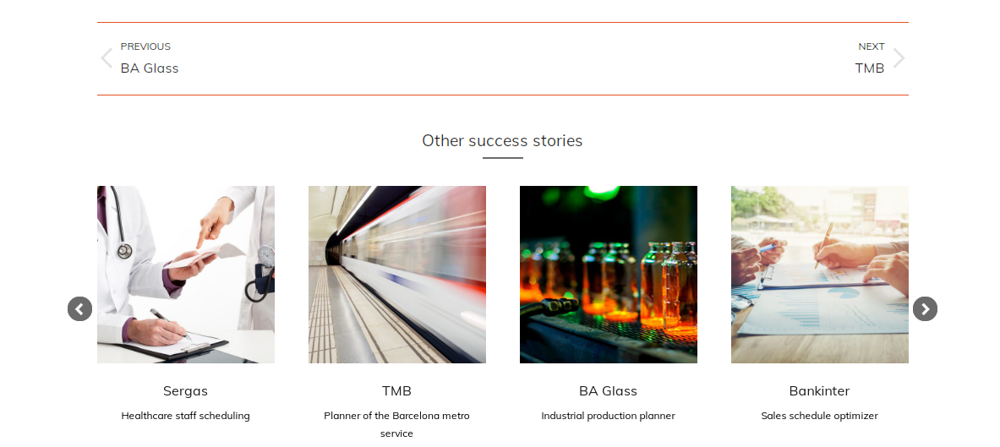 PREVIOUS
BA Glass
NEXT
TMB
Other success stories
Sergas
Healthcare staff scheduling
TMB
Planner of the Barcelona metro
service
BA Glass
Industrial production planner
Bankinter
Sales schedule optimizer